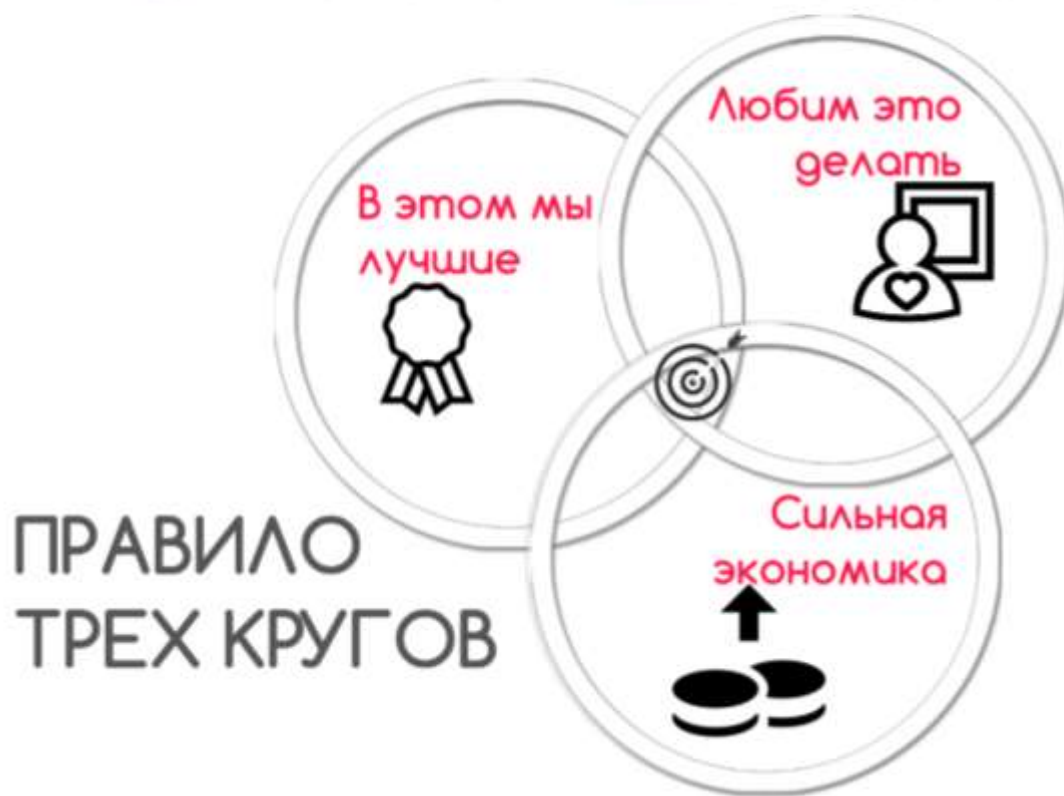 Любим это
делать
В этом мы
лучшие
Сильная
экономика
ПРАВИЛО
ТРЕХ КРУГОВ